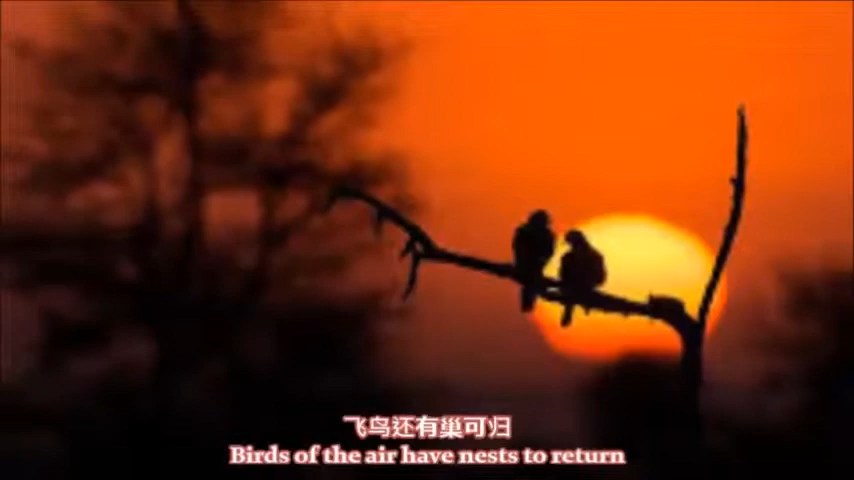 飞鸟还有巢可归
Birds of the air have nests to return